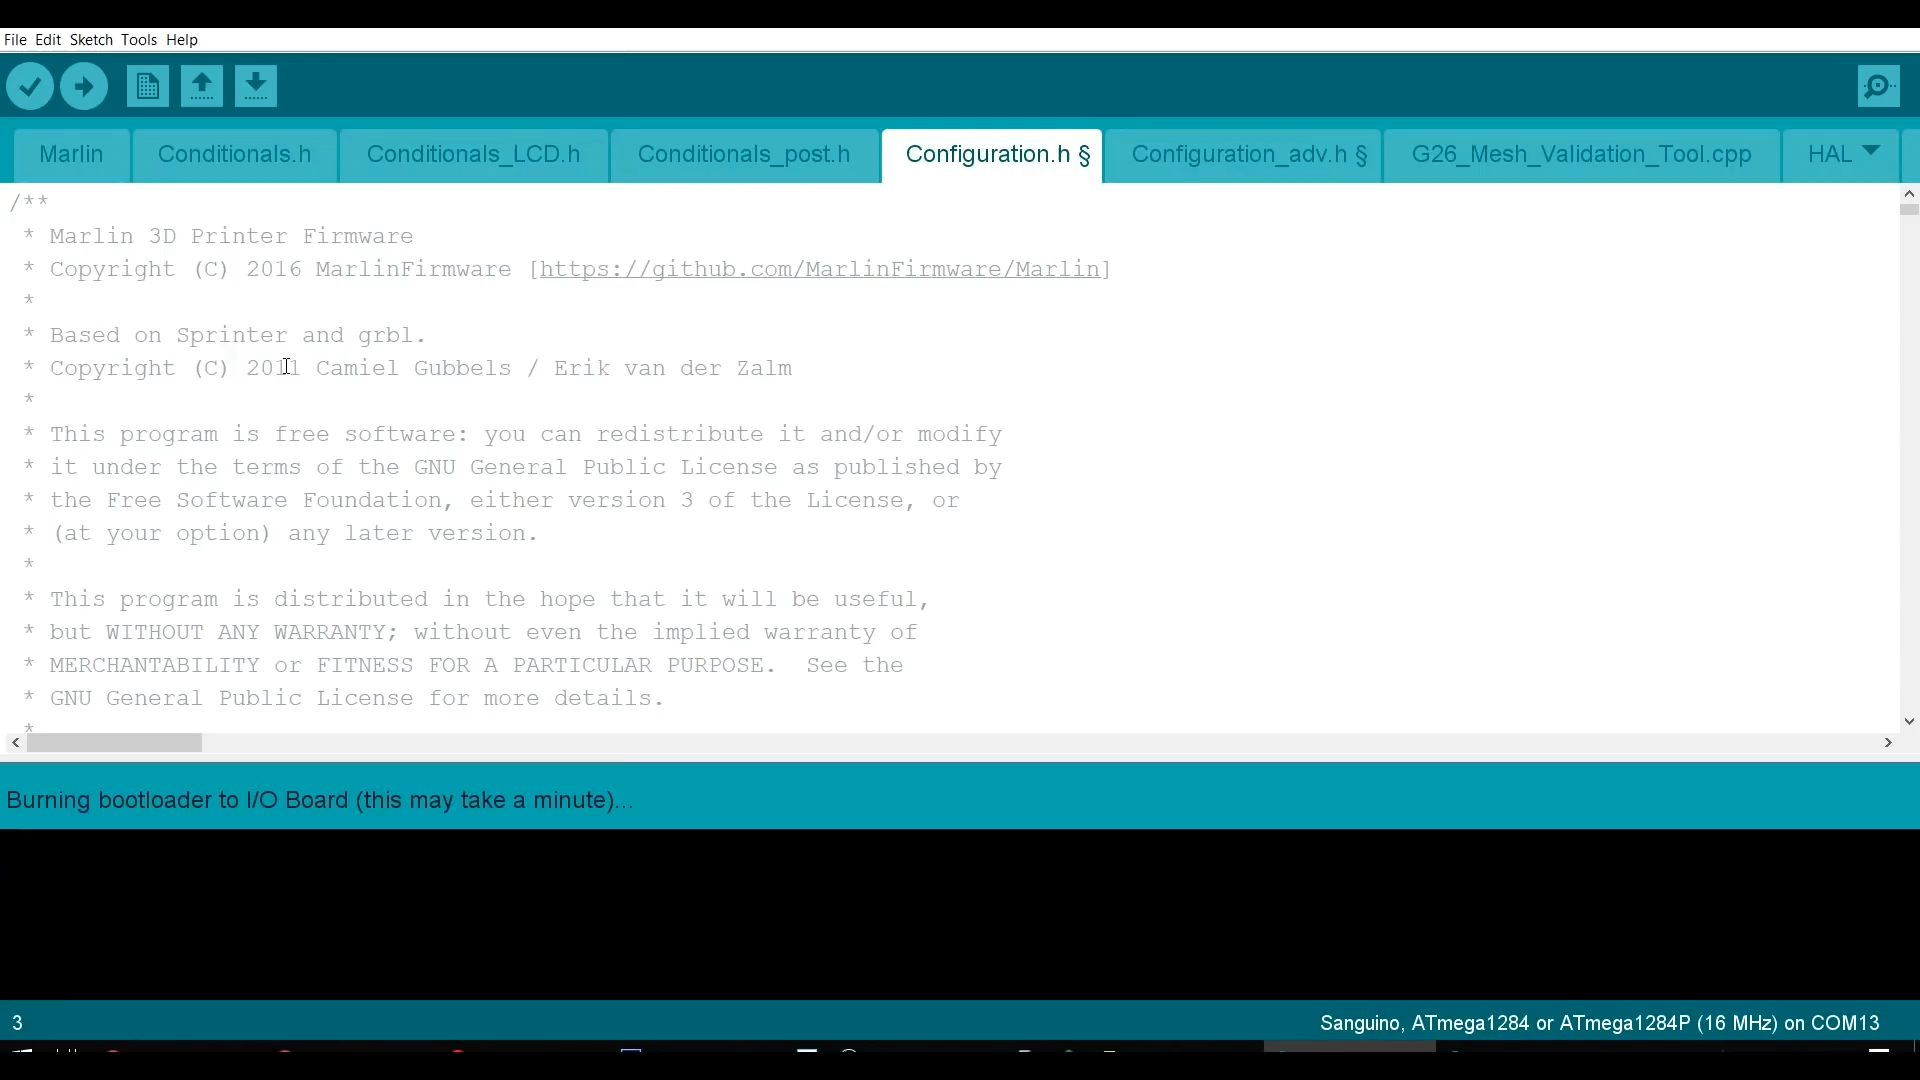 File Edit Sketch Tools Help
Marlin Conditionals.h Conditionals_LCD.h Conditionals_post.h Configuration.h § Configuration_adv.h § G26_Mesh_Validation_Tool.cpp HAL
/**
* Marlin 3D Printer Firmware
* Copyright (C) 2016 MarlinFirmware [https://github.com/MarlinFirmware/Marlin]
*
* Based on Sprinter and grbl.
* Copyright (C) 2011 Camiel Gubbels / Erik van der Zalm
*
* This program is free software: you can redistribute it and/or modify
* it under the terms of the GNU General Public License as published by
* the Free Software Foundation, either version 3 of the License, or
* (at your option) any later version.
*
* This program is distributed in the hope that it will be useful,
* but WITHOUT ANY WARRANTY; without even the implied warranty of
* MERCHANTABILITY or FITNESS FOR A PARTICULAR PURPOSE.  See the
* GNU General Public License for more details.
*
Burning bootloader to I/O Board (this may take a minute)...
3 Sanguino, ATmega1284 or ATmega1284P (16 MHz) on COM13